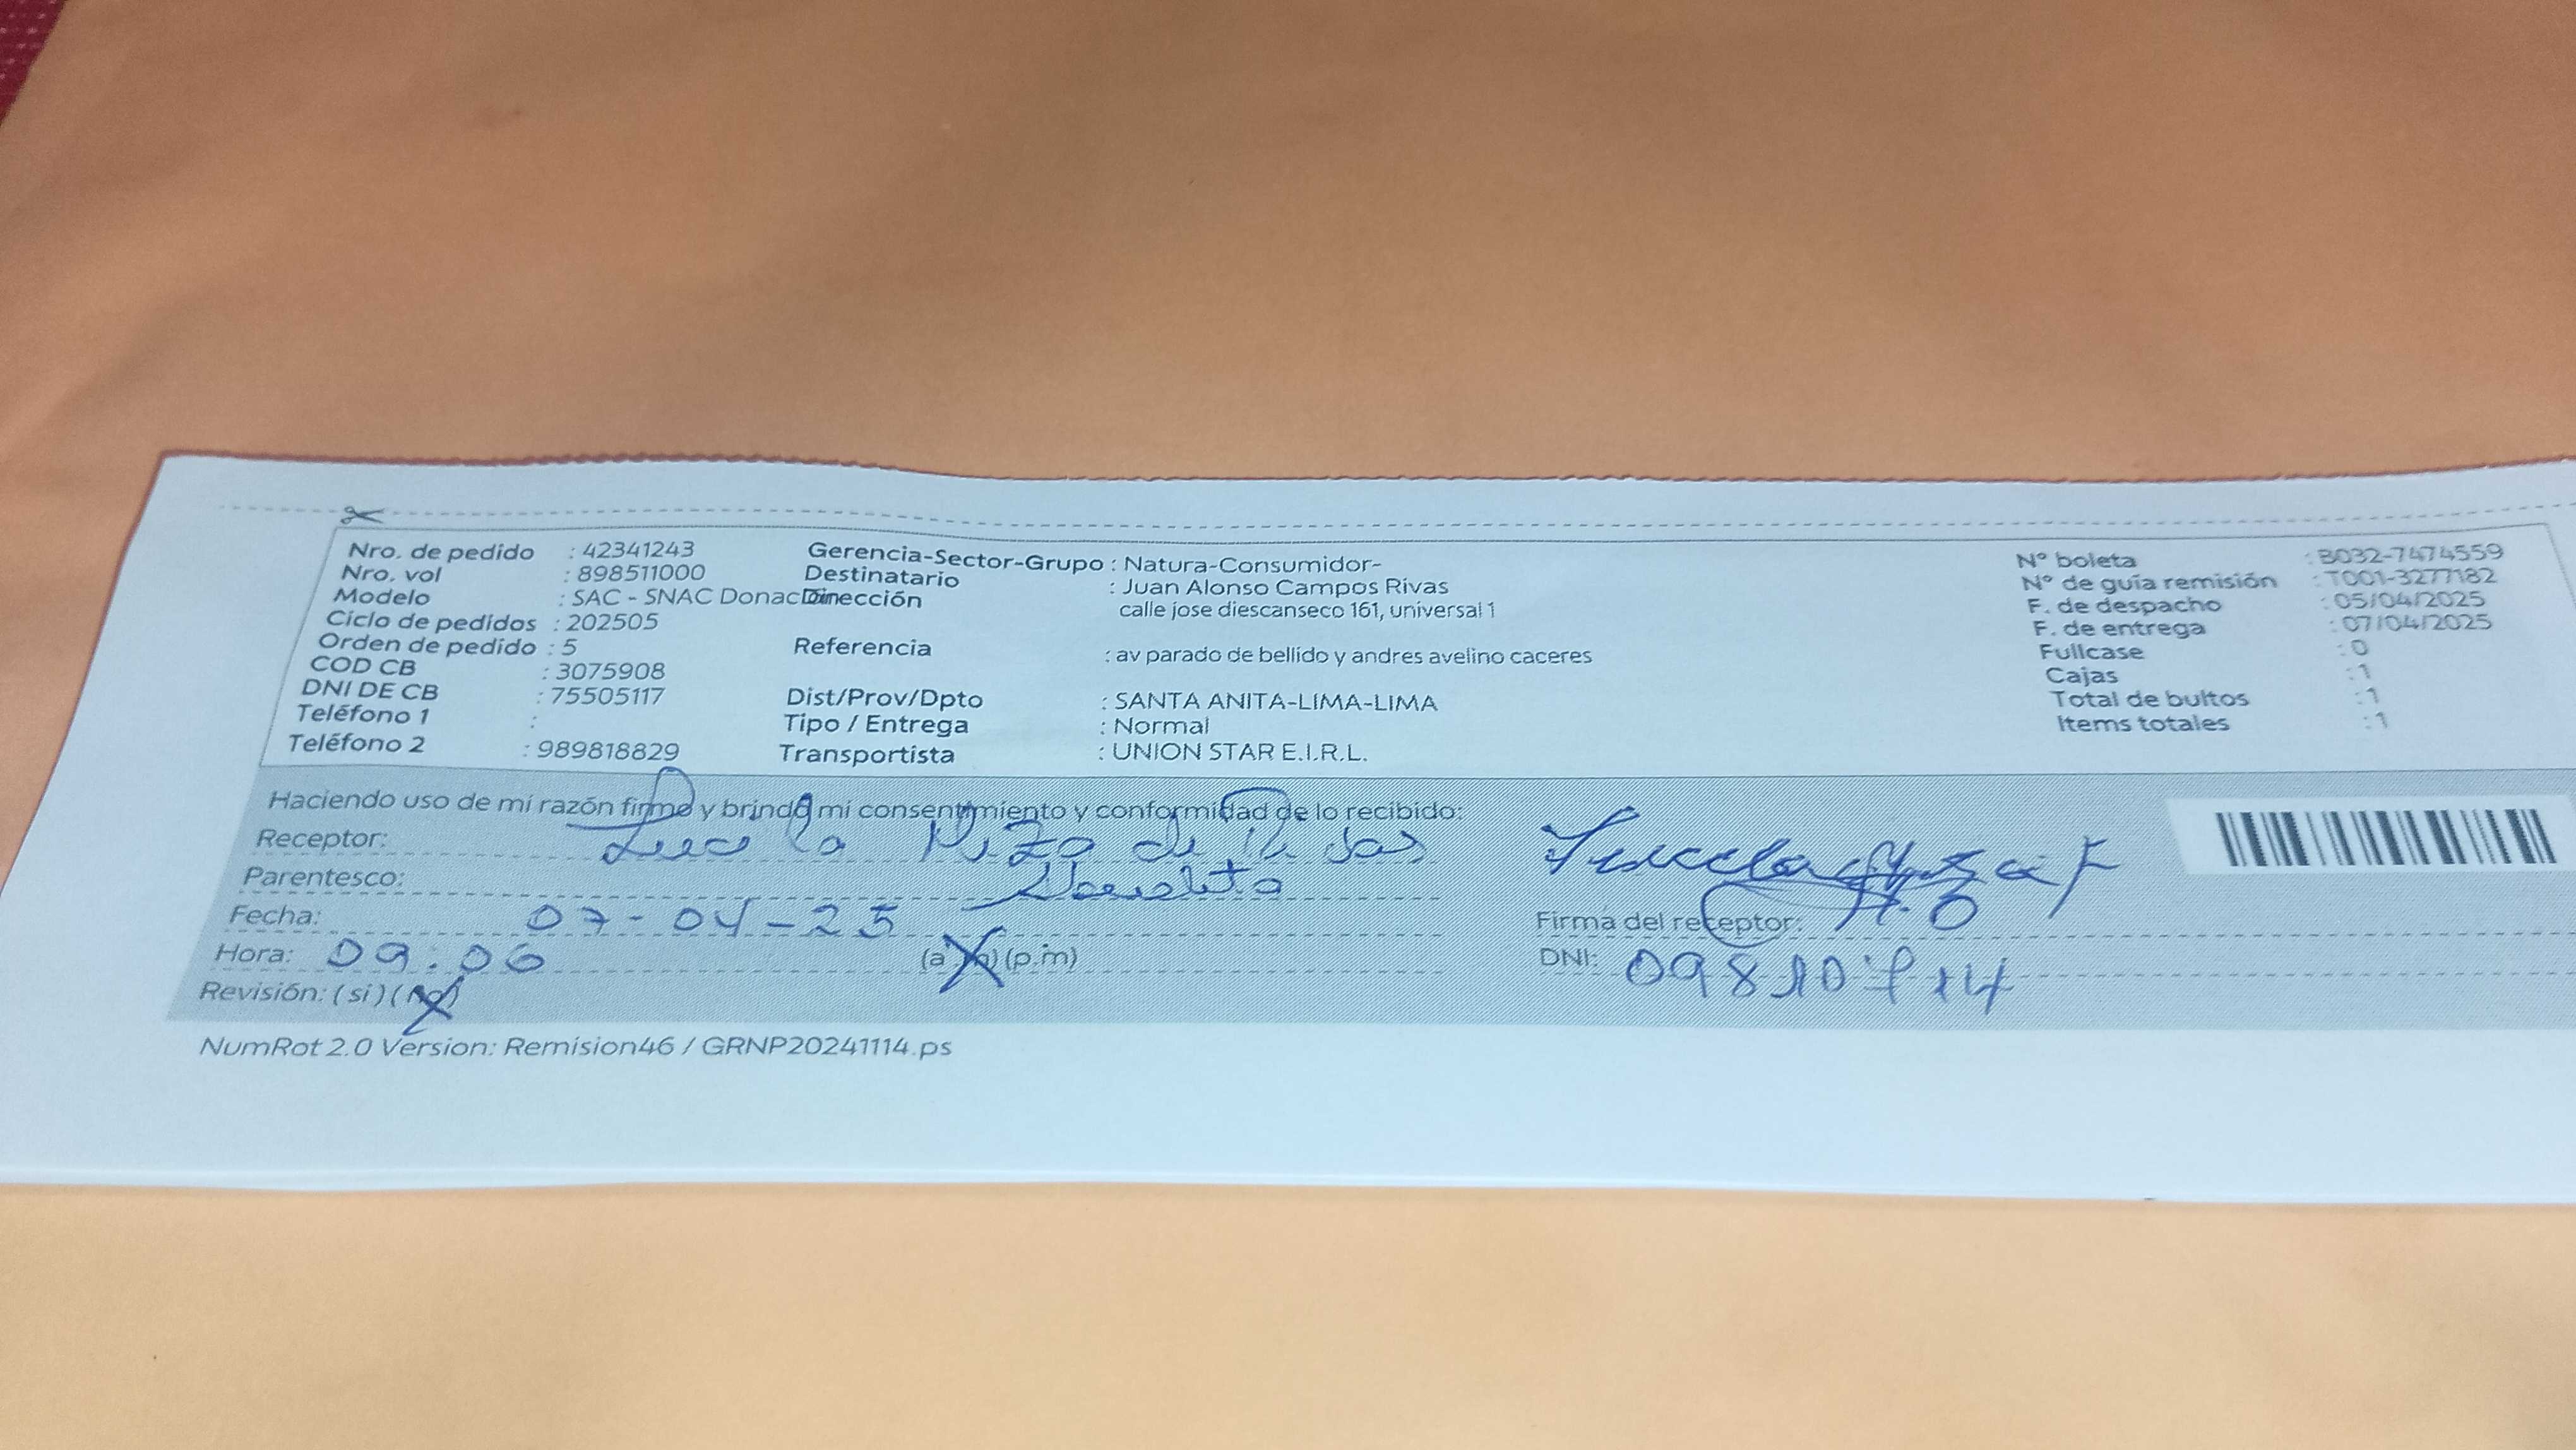 Nro. de pedido : 42341243
Nro. vol : 898511000
Modelo : SAC - SNAC Donac
Ciclo de pedidos : 202505
Orden de pedido : 5
COD CB : 3075908
DNI DE CB : 75505117
Teléfono 1 :
Teléfono 2 : 989818829
Gerencia-Sector-Grupo : Natura-Consumidor-
Destinatario : Juan Alonso Campos Rivas
Dirección calle jose diescanseco 161, universal 1
Referencia : av parado de bellido y andres avelino caceres
Dist/Prov/Dpto : SANTA ANITA-LIMA-LIMA
Tipo / Entrega : Normal
Transportista : UNION STAR E.I.R.L.
N° boleta : B032-7474559
N° de guía remisión : T001-3277182
F. de despacho : 05/04/2025
F. de entrega : 07/04/2025
Fullcase : 0
Cajas : 1
Total de bultos : 1
Items totales : 1
Haciendo uso de mi razón firmo y brindo mi consentimiento y conformidad de lo recibido:
Receptor: la de
Parentesco:
Fecha: 07-04-25
Hora: 09:06 (a.m) (p.m)
Revisión: (si) (no)
Firma del receptor:
DNI:
NumRot 2.0 Version: Remision46 / GRNP20241114.ps